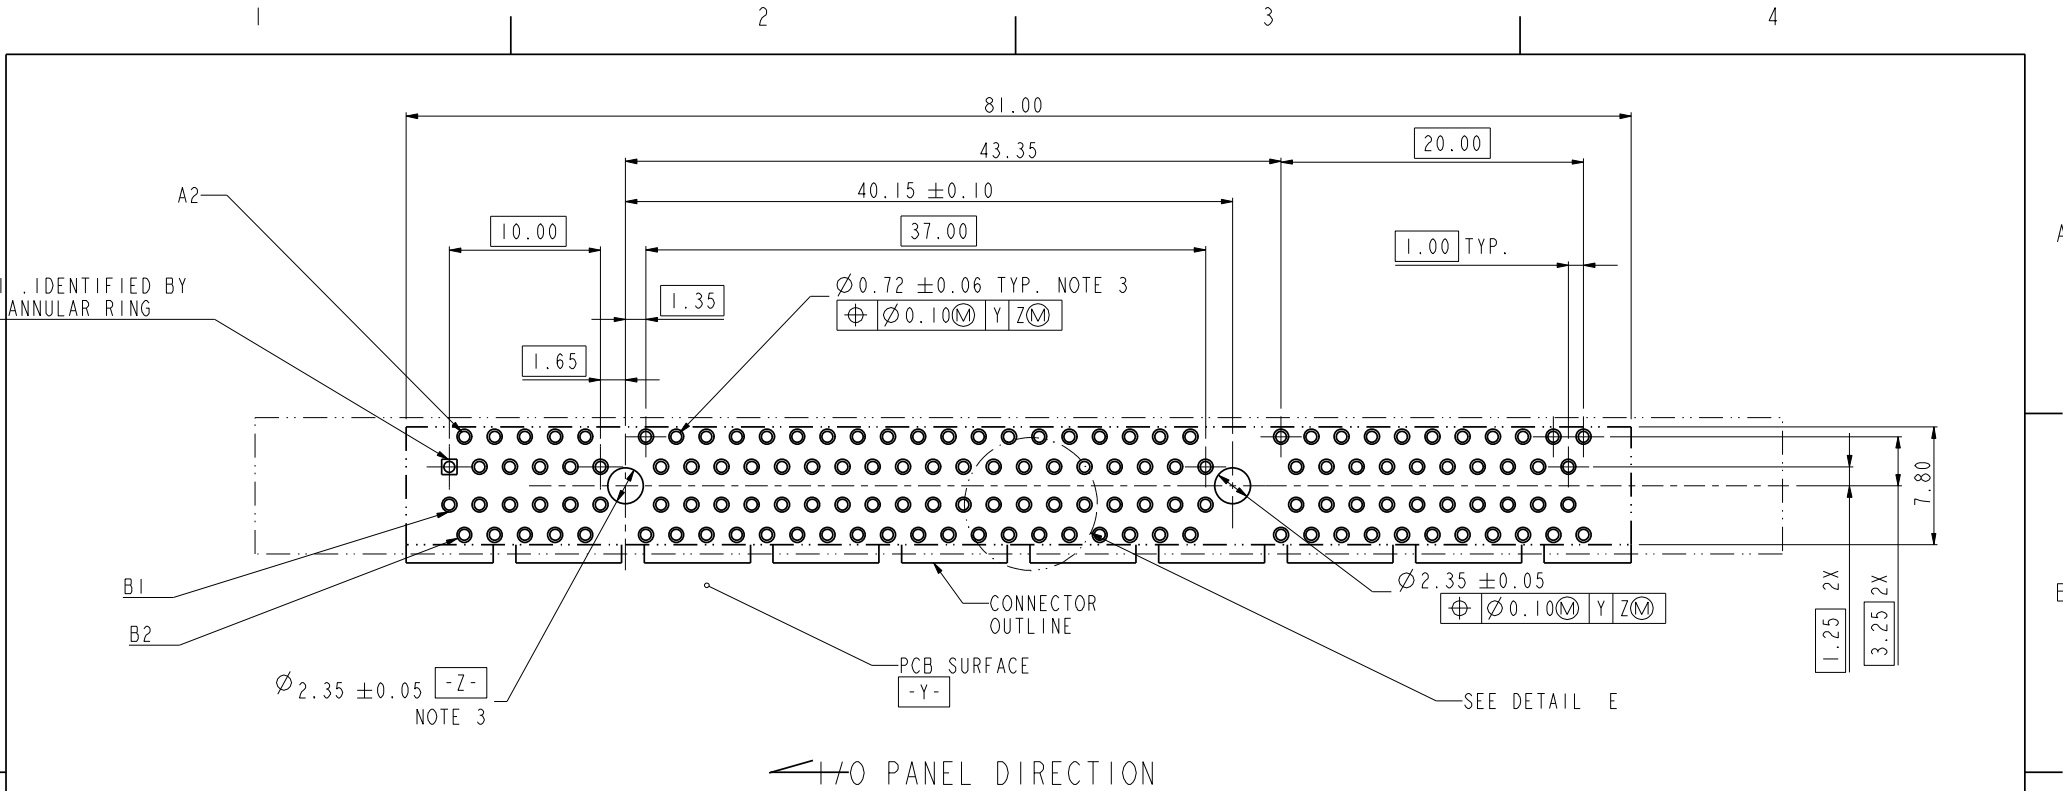 1 2 3 4
81.00
43.35
20.00
A2
40.15 ±0.10
10.00
37.00
1.00 TYP.
A
.IDENTIFIED BY
ANNULAR RING
1.35
Ø0.72 ±0.06 TYP. NOTE 3
⌖ Ø0.10Ⓜ Y ZⓂ
1.65
7.80
B1
B2
CONNECTOR
OUTLINE
Ø2.35 ±0.05
⌖ Ø0.10Ⓜ Y ZⓂ
1.25 2X
3.25 2X
PCB SURFACE
-Y-
Ø2.35 ±0.05 -Z-
NOTE 3
SEE DETAIL E
I/O PANEL DIRECTION